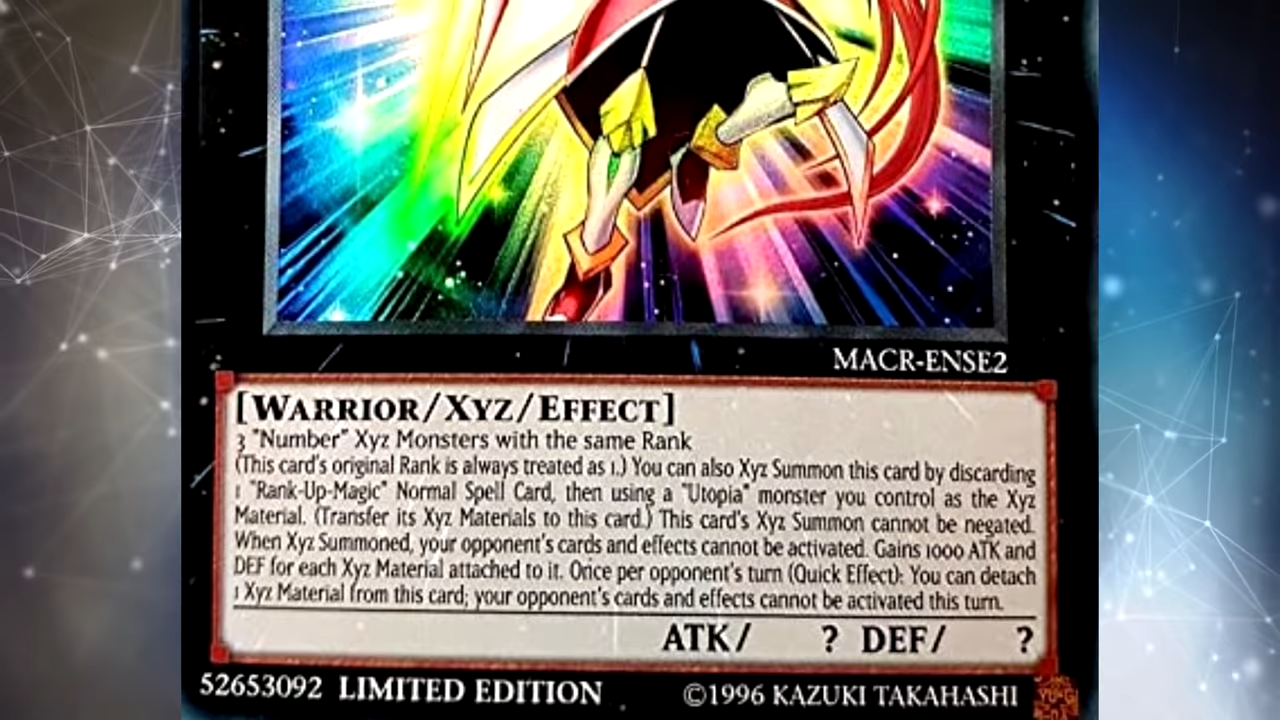 MACR-ENSE2
[WARRIOR/XYZ/EFFECT]
3 "Number" Xyz Monsters with the same Rank
(This card's original Rank is always treated as 1.) You can also Xyz Summon this card by discarding
1 "Rank-Up-Magic" Normal Spell Card, then using a "Utopia" monster you control as the Xyz
Material. (Transfer its Xyz Materials to this card.) This card's Xyz Summon cannot be negated.
When Xyz Summoned, your opponent's cards and effects cannot be activated. Gains 1000 ATK and
DEF for each Xyz Material attached to it. Once per opponent's turn (Quick Effect): You can detach
1 Xyz Material from this card; your opponent's cards and effects cannot be activated this turn.
ATK/ ? DEF/ ?
52653092 LIMITED EDITION ©1996 KAZUKI TAKAHASHI